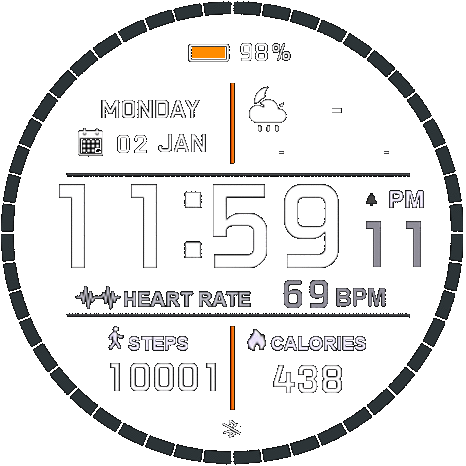 98%
MONDAY
02 JAN
- - -
11:59 PM 11
HEART RATE 69 BPM
STEPS CALORIES
10001 438